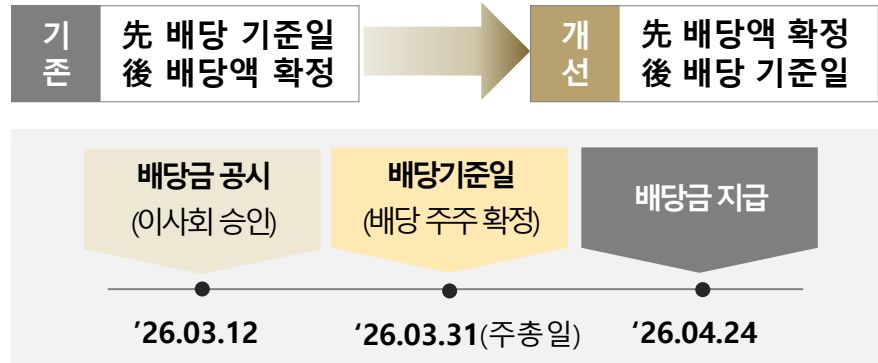 기존
先 배당 기준일
後 배당액 확정
개선
先 배당액 확정
後 배당 기준일
배당금 공시
(이사회 승인)
배당기준일
(배당 주주 확정)
배당금 지급
’26.03.12
‘26.03.31(주총일)
‘26.04.24